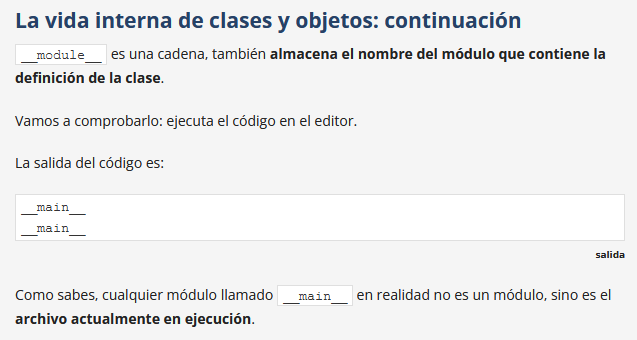 La vida interna de clases y objetos: continuación
__module__ es una cadena, también almacena el nombre del módulo que contiene la
definición de la clase.
Vamos a comprobarlo: ejecuta el código en el editor.
La salida del código es:
__main__
__main__
salida
Como sabes, cualquier módulo llamado __main__ en realidad no es un módulo, sino es el
archivo actualmente en ejecución.